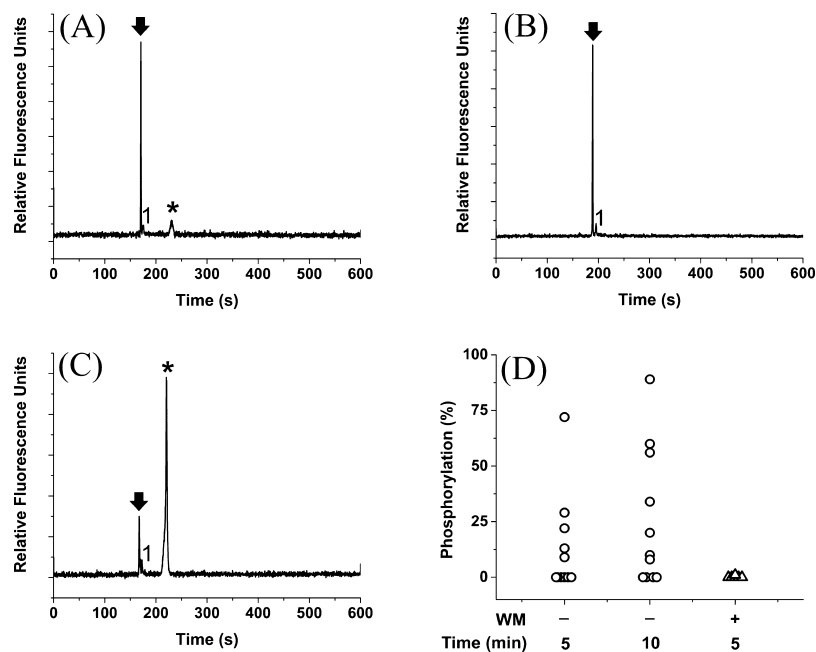 (A)
Relative Fluorescence Units
1
*
0 100 200 300 400 500 600
Time (s)
(B)
Relative Fluorescence Units
1
0 100 200 300 400 500 600
Time (s)
(C)
Relative Fluorescence Units
*
1
0 100 200 300 400 500 600
Time (s)
(D)
Phosphorylation (%)
100
75
50
25
0
WM – – +
Time (min) 5 10 5